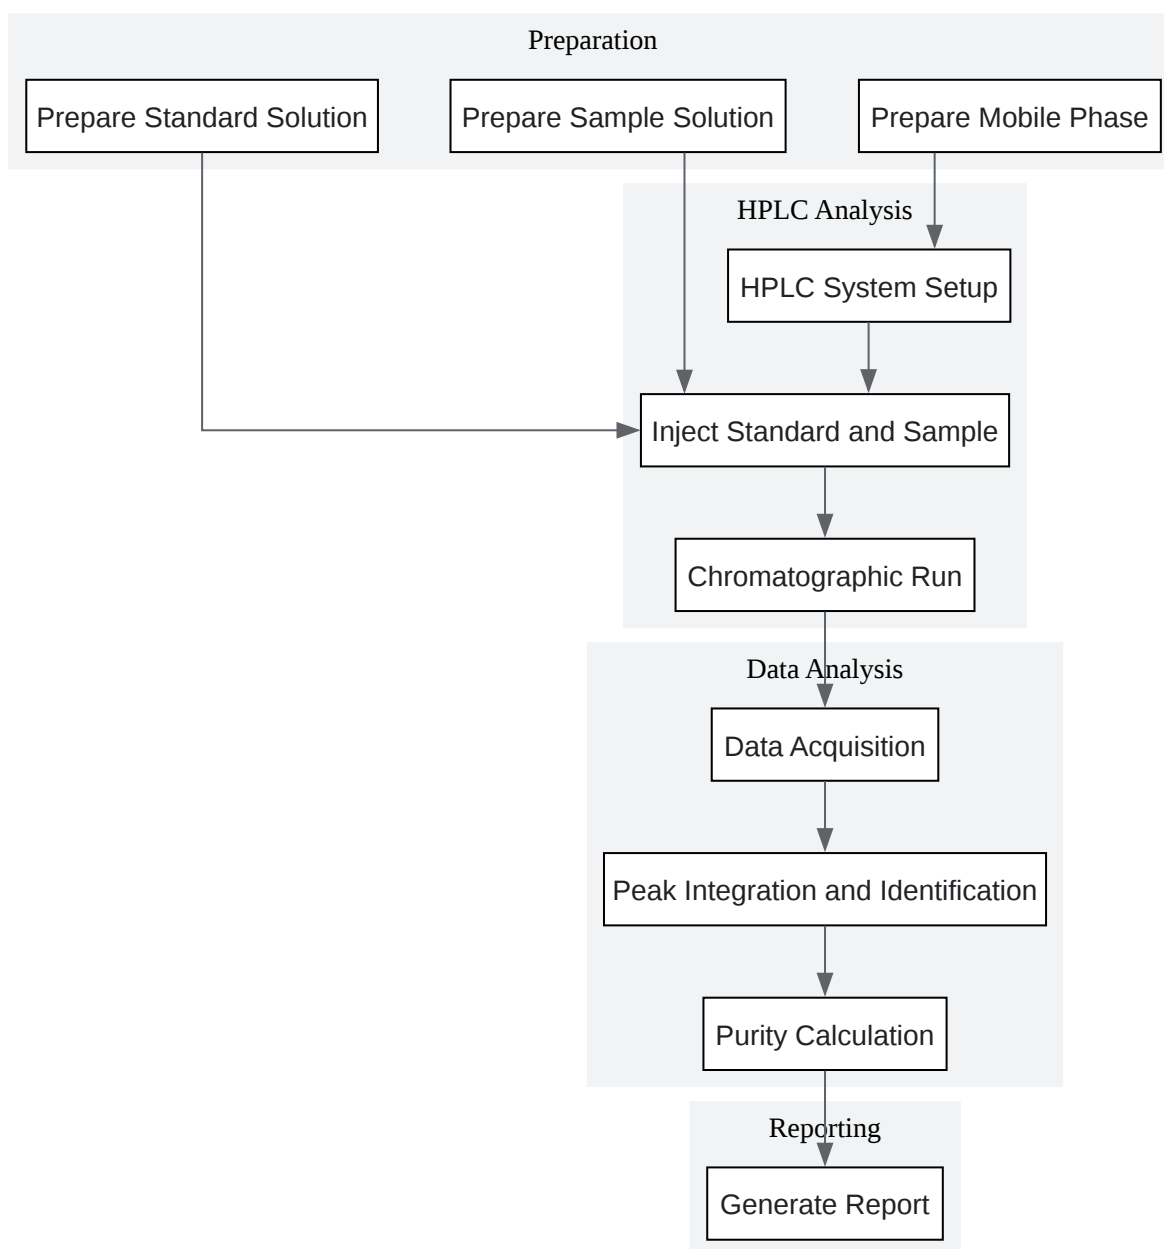 Preparation
Prepare Standard Solution
Prepare Sample Solution
Prepare Mobile Phase
HPLC Analysis
HPLC System Setup
Inject Standard and Sample
Chromatographic Run
Data Analysis
Data Acquisition
Peak Integration and Identification
Purity Calculation
Reporting
Generate Report